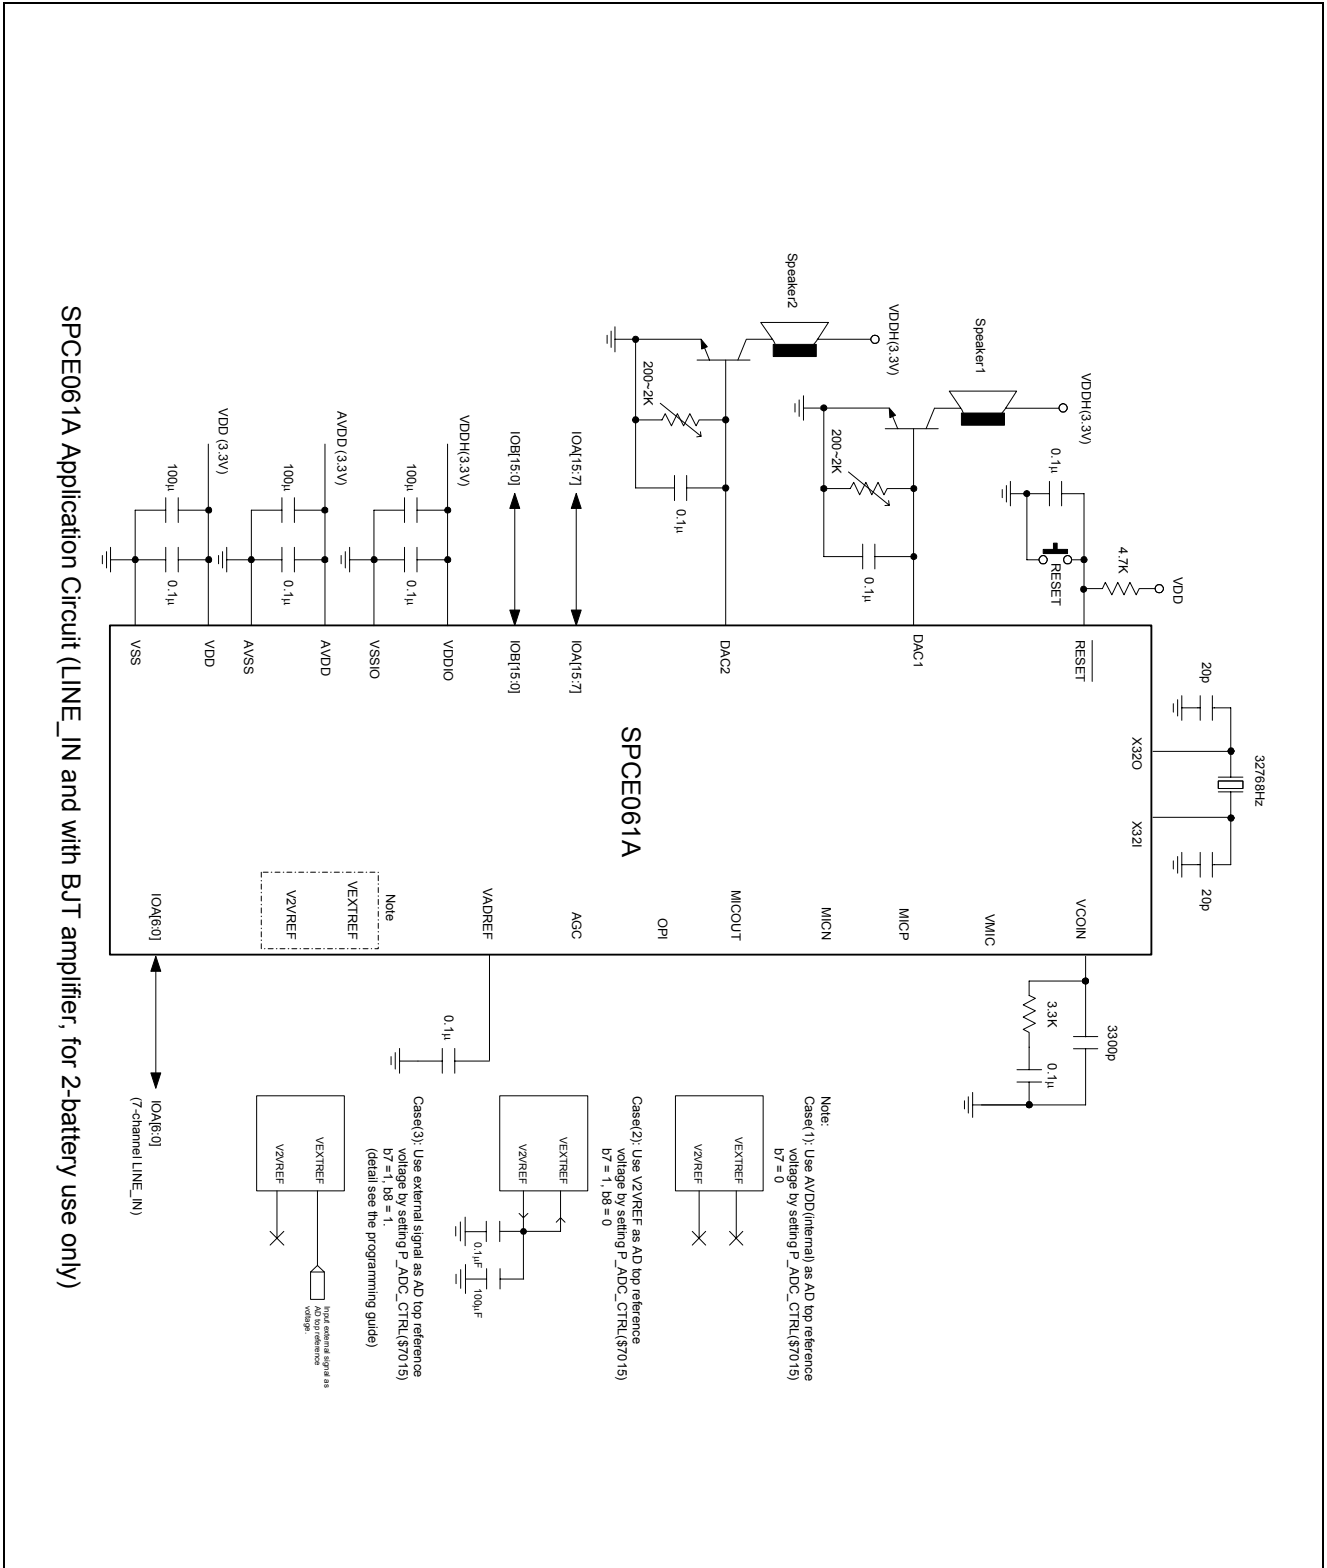 VDD
4.7K
RESET
0.1µ
VDDH(3.3V)
Speaker1
200~2K
0.1µ
VDDH(3.3V)
Speaker2
200~2K
0.1µ
IOA[15:7]
IOB[15:0]
VDDH(3.3V)
100µ
0.1µ
AVDD (3.3V)
100µ
0.1µ
VDD (3.3V)
100µ
0.1µ
RESET
DAC1
DAC2
IOA[15:7]
IOB[15:0]
VDDIO
VSSIO
AVDD
AVSS
VDD
VSS
SPCE061A
20p
32768Hz
20p
X32O
X32I
VCOIN
VMIC
MICP
MICN
MICOUT
OPI
AGC
VADREF
Note
VEXTREF
V2VREF
IOA[6:0]
3300p
3.3K
0.1µ
0.1µ
IOA[6:0]
(7-channel LINE_IN)
Note:
Case(1): Use AVDD(internal) as AD top reference
voltage by setting P_ADC_CTRL($7015)
b7 = 0
VEXTREF
V2VREF
Case(2): Use V2VREF as AD top reference
voltage by setting P_ADC_CTRL($7015)
b7 = 1, b8 = 0
VEXTREF
V2VREF
0.1µF
100µF
Case(3): Use external signal as AD top reference
voltage by setting P_ADC_CTRL($7015)
b7 = 1, b8 = 1.
(detail see the programming guide)
VEXTREF
V2VREF
Input external signal as
AD top reference
voltage.
SPCE061A Application Circuit (LINE_IN and with BJT amplifier, for 2-battery use only)